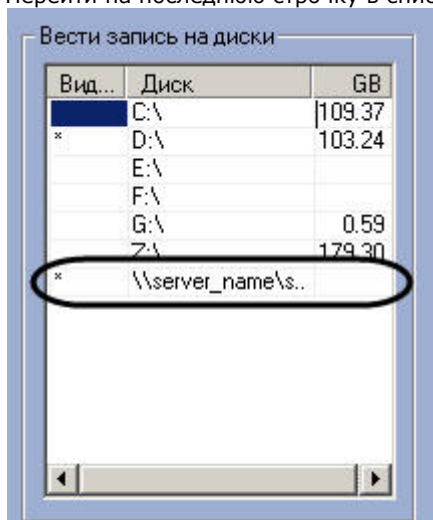 Перейти на последнюю строчку в спис
Вести запись на диски
Вид... Диск GB
C:\ 109.37
* D:\ 103.24
E:\
F:\
G:\ 0.59
Z:\ 179.30
* \\server_name\s..